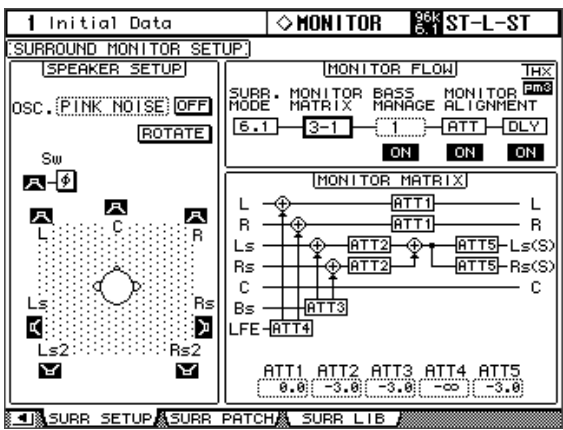 1 Initial Data ◇MONITOR 96k 6.1 ST-L-ST
SURROUND MONITOR SETUP
SPEAKER SETUP
OSC. PINK NOISE OFF
ROTATE
Sw
ϕ
L C R
Ls Rs
Ls2 Rs2
MONITOR FLOW THX pm3
SURR. MODE MONITOR MATRIX BASS MANAGE MONITOR ALIGNMENT
6.1 3-1 1 ATT DLY
ON ON ON
MONITOR MATRIX
L ATT1 L
R ATT1 R
Ls ATT2 ATT5 Ls(S)
Rs ATT2 ATT5 Rs(S)
C C
Bs ATT3
LFE ATT4
ATT1 ATT2 ATT3 ATT4 ATT5
0.0 -3.0 -3.0 -∞ -3.0
SURR SETUP SURR PATCH SURR LIB